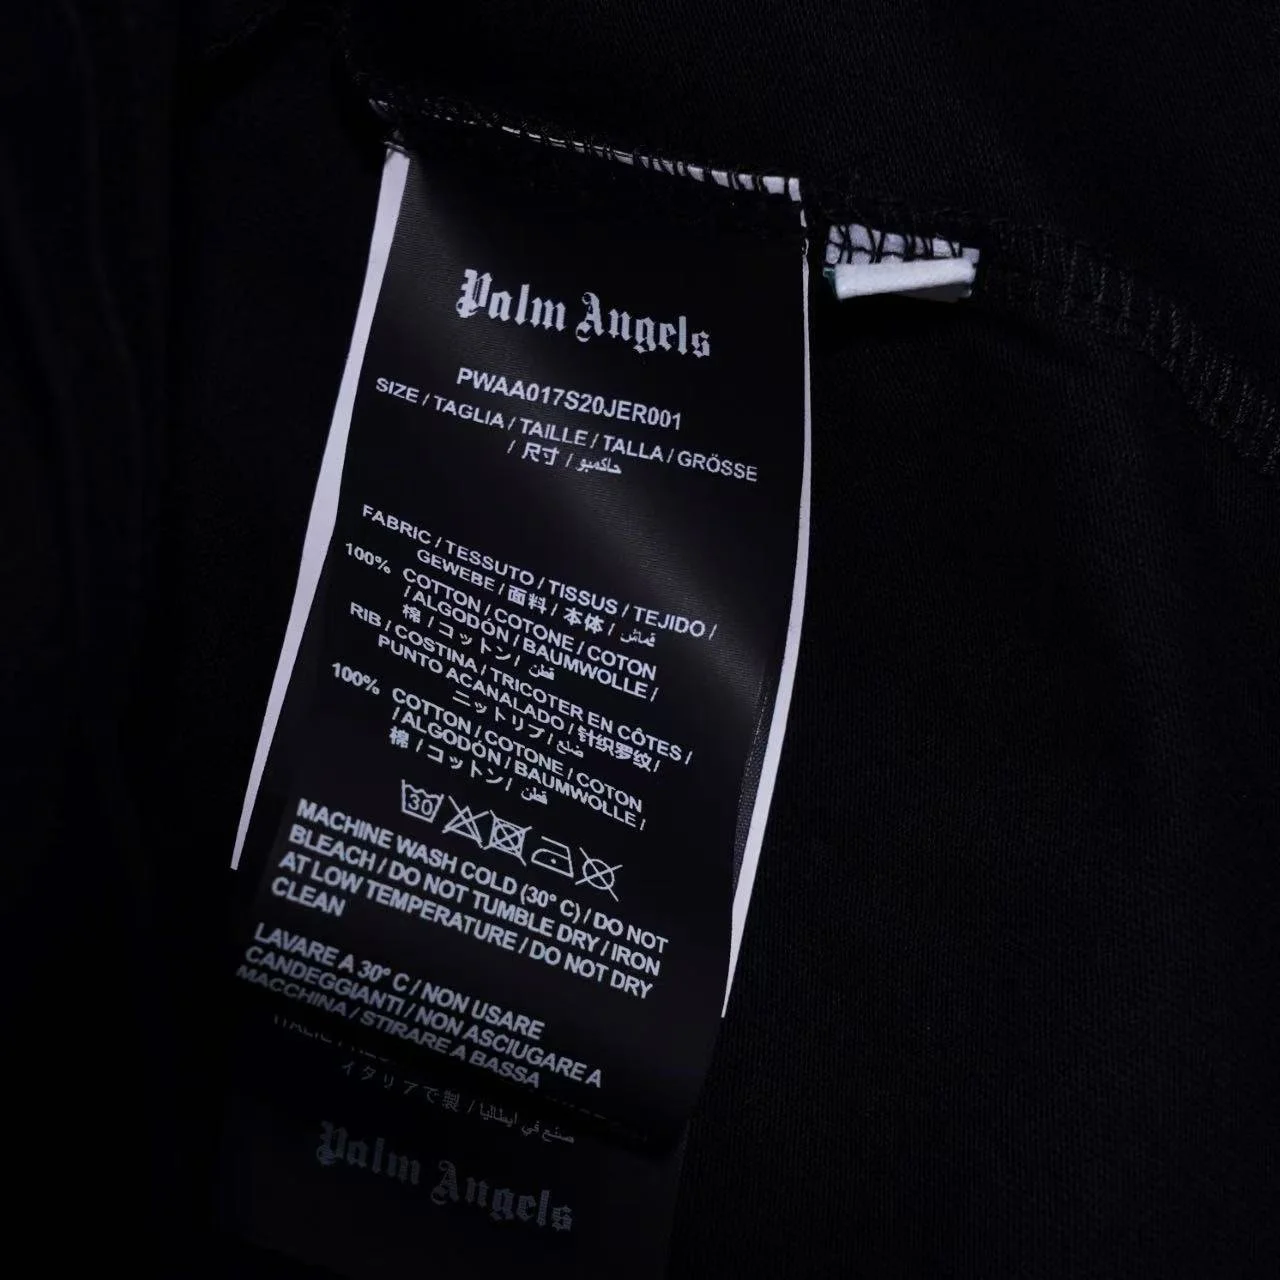 Palm Angels
PWAA017S20JER001
SIZE / TAGLIA / TAILLE / TALLA / GRÖSSE
/ 尺寸 / حاكمبو
FABRIC / TESSUTO / TISSUS / TEJIDO /
GEWEBE / 面料 / 本体 / قماش
100% COTTON / COTONE / COTON
/ ALGODÓN / BAUMWOLLE /
棉 / コットン / قطن
RIB / COSTINA / TRICOTER EN CÔTES /
PUNTO ACANALADO / 针织罗纹/
ニットリブ / ضلع
100% COTTON / COTONE / COTON
/ ALGODÓN / BAUMWOLLE /
棉 / コットン / قطن
30
MACHINE WASH COLD (30° C) / DO NOT
BLEACH / DO NOT TUMBLE DRY / IRON
AT LOW TEMPERATURE / DO NOT DRY
CLEAN
LAVARE A 30° C / NON USARE
CANDEGGIANTI / NON ASCIUGARE A
MACCHINA / STIRARE A BASSA
イタリアで製 / صنع في ايطاليا
Palm Angels